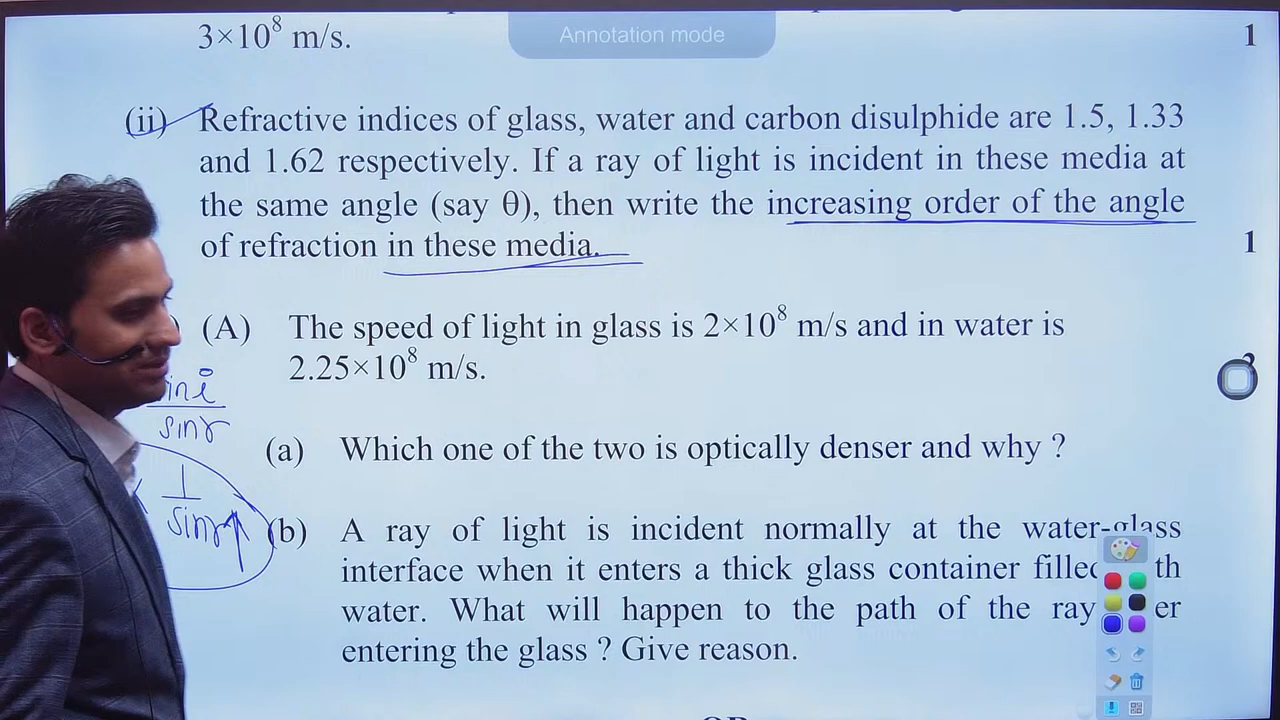 3×10⁸ m/s.
Annotation mode
1
(ii) Refractive indices of glass, water and carbon disulphide are 1.5, 1.33
and 1.62 respectively. If a ray of light is incident in these media at
the same angle (say θ), then write the increasing order of the angle
of refraction in these media.
1
(A) The speed of light in glass is 2×10⁸ m/s and in water is
2.25×10⁸ m/s.
sin r
(a) Which one of the two is optically denser and why ?
1
sin r
(b) A ray of light is incident normally at the water-glass
interface when it enters a thick glass container
water. What will happen to the path of the ray
entering the glass ? Give reason.